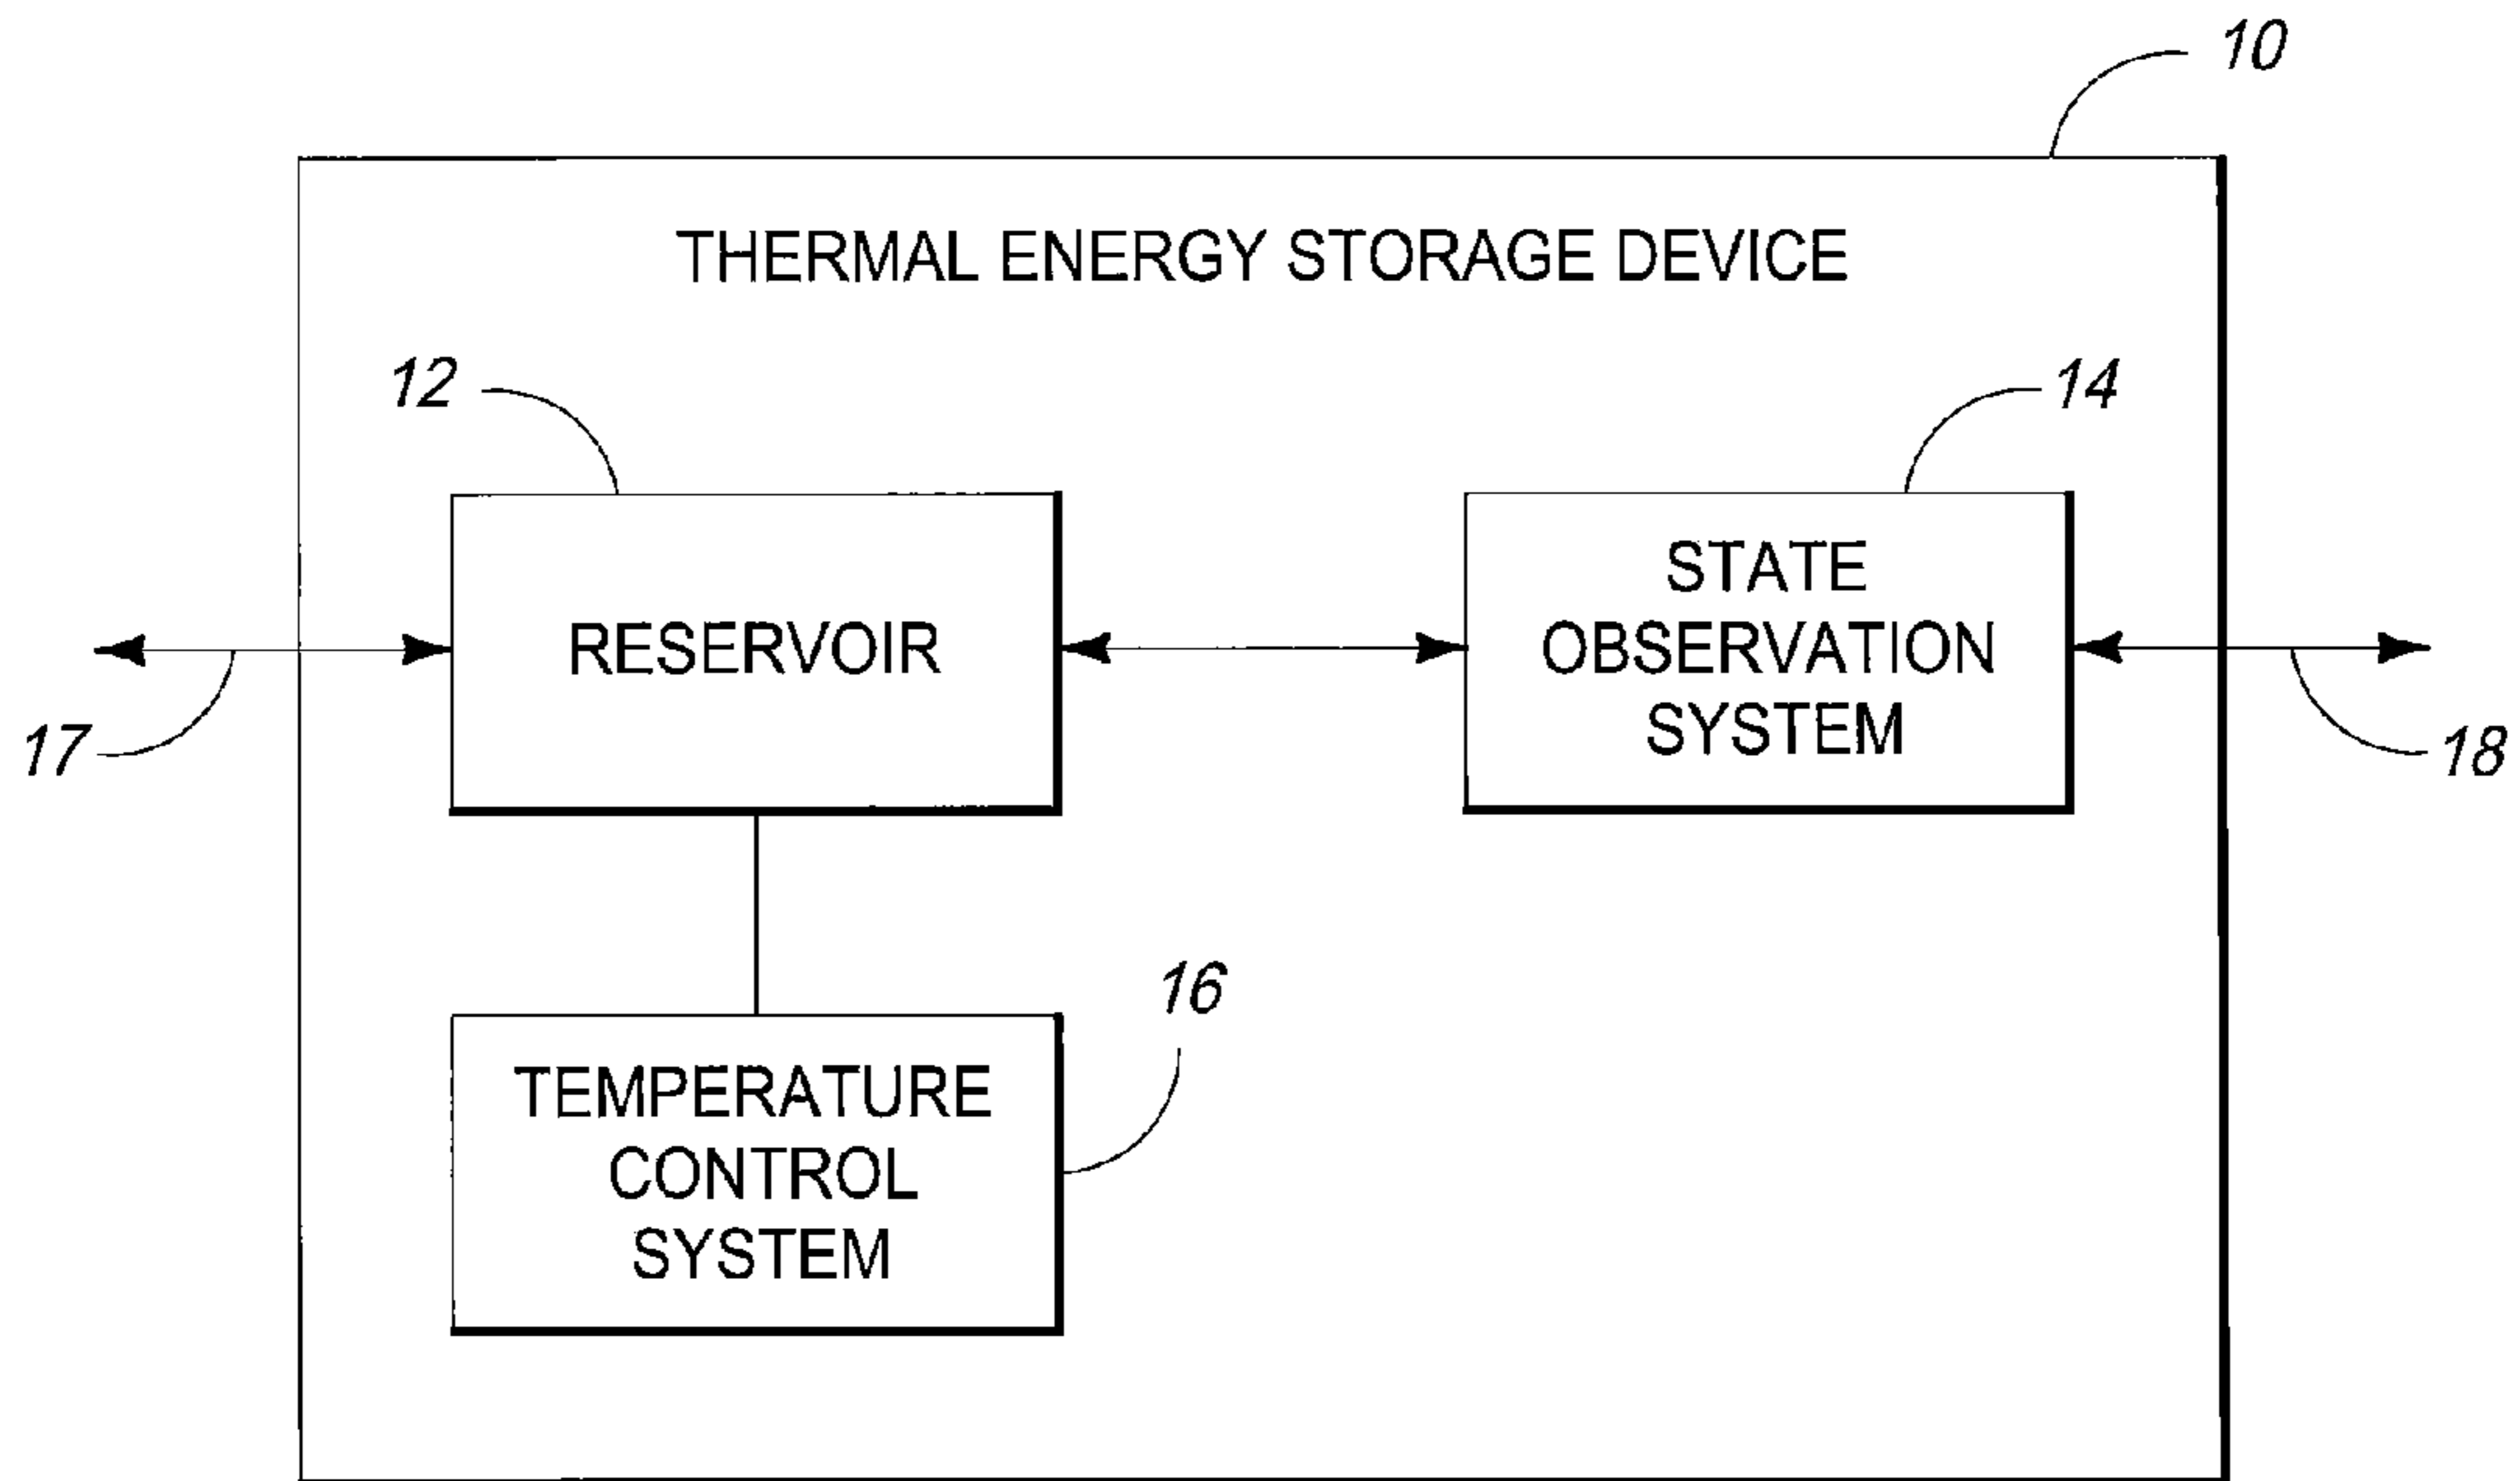 10
THERMAL ENERGY STORAGE DEVICE
12
14
RESERVOIR
STATE
OBSERVATION
SYSTEM
17
18
16
TEMPERATURE
CONTROL
SYSTEM